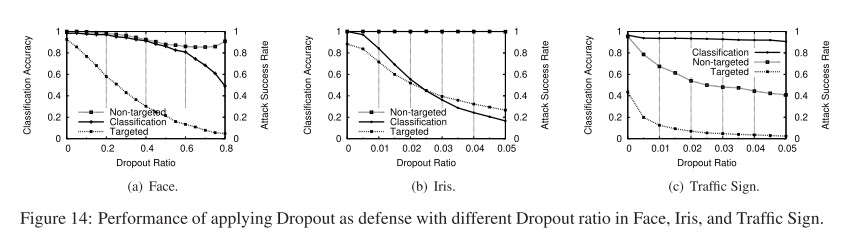 Classification Accuracy
1
0.8
0.6
0.4
0.2
0
Non-targeted
Classification
Targeted
0 0.2 0.4 0.6 0.8
Dropout Ratio
1
0.8
0.6
0.4
0.2
0
Attack Success Rate
(a) Face.
Classification Accuracy
1
0.8
0.6
0.4
0.2
0
Non-targeted
Classification
Targeted
0 0.01 0.02 0.03 0.04 0.05
Dropout Ratio
1
0.8
0.6
0.4
0.2
0
Attack Success Rate
(b) Iris.
Classification Accuracy
1
0.8
0.6
0.4
0.2
0
Classification
Non-targeted
Targeted
0 0.01 0.02 0.03 0.04 0.05
Dropout Ratio
1
0.8
0.6
0.4
0.2
0
Attack Success Rate
(c) Traffic Sign.
Figure 14: Performance of applying Dropout as defense with different Dropout ratio in Face, Iris, and Traffic Sign.